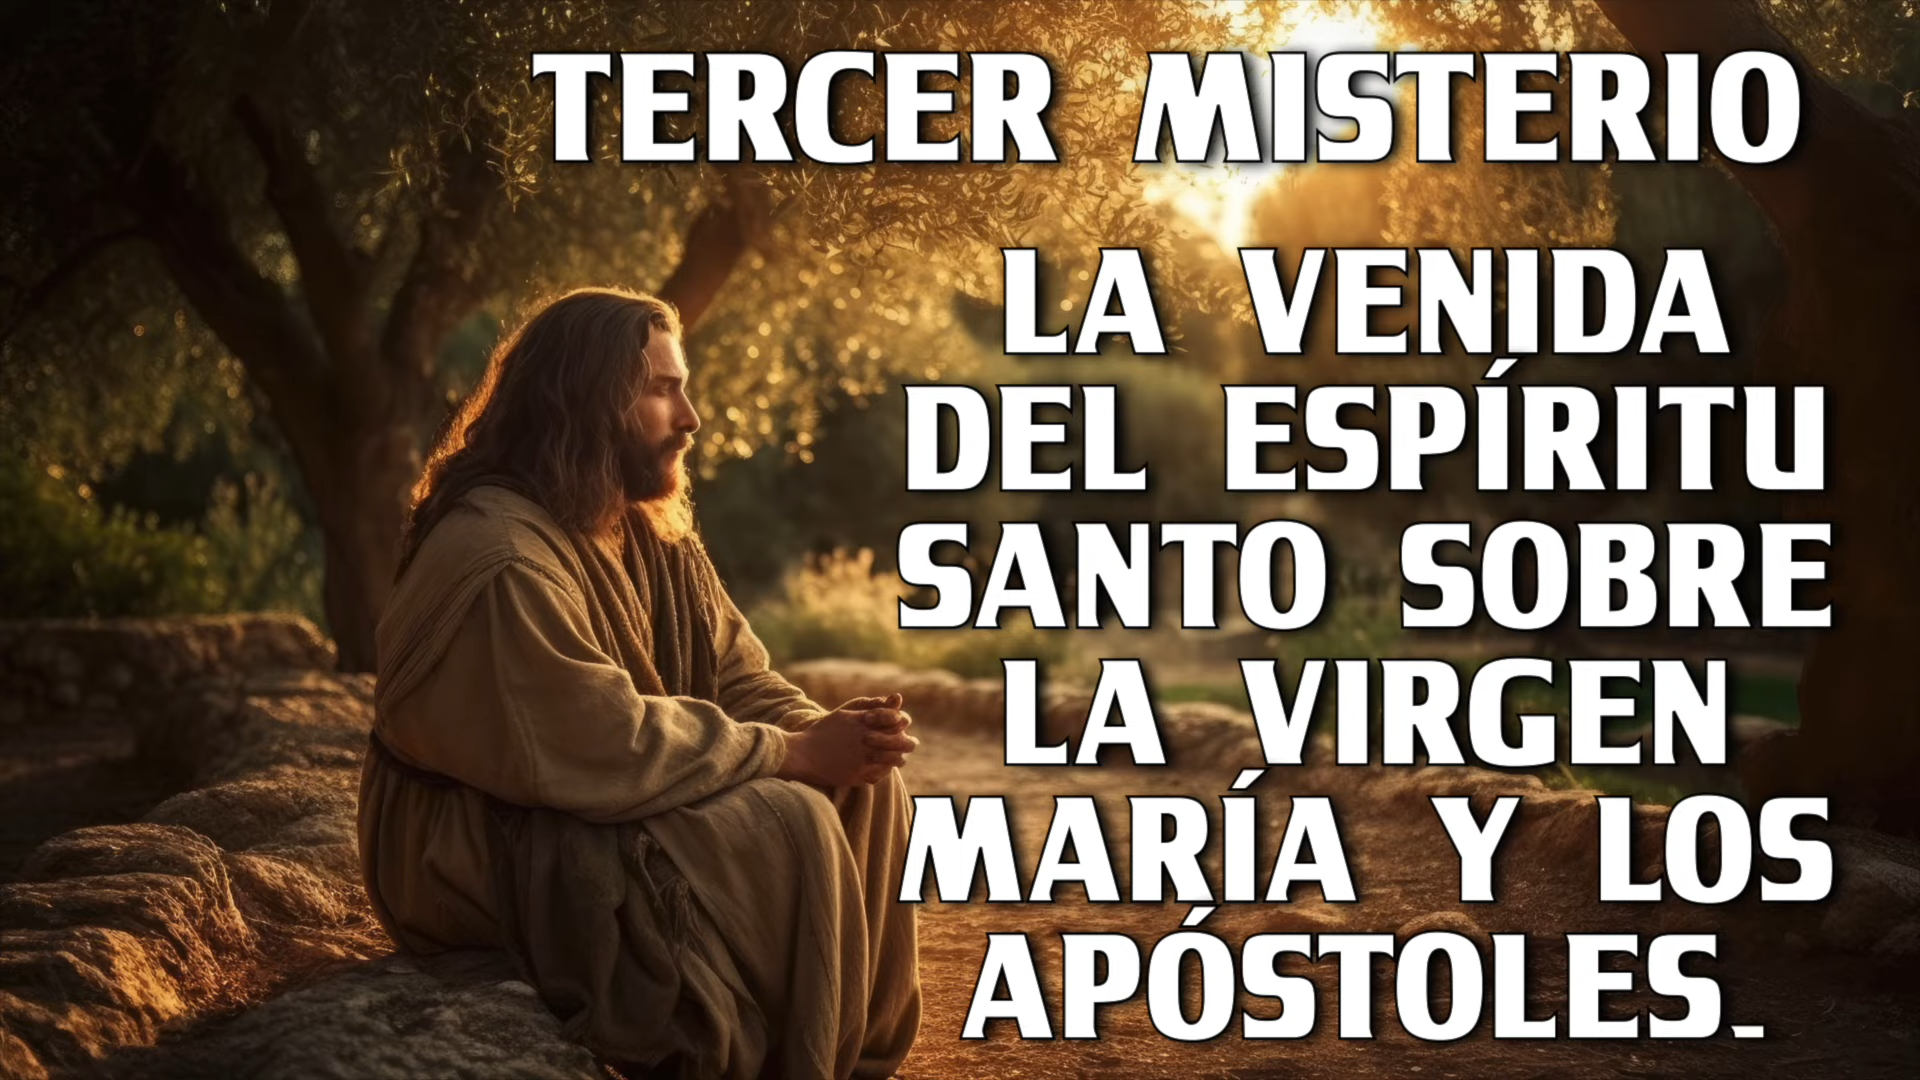 TERCER MISTERIO
LA VENIDA
DEL ESPÍRITU
SANTO SOBRE
LA VIRGEN
MARÍA Y LOS
APÓSTOLES.